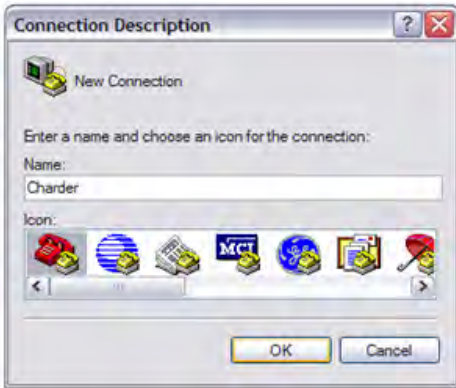 Connection Description
New Connection
Enter a name and choose an icon for the connection:
Name:
Charder
Icon:
MCI
OK
Cancel